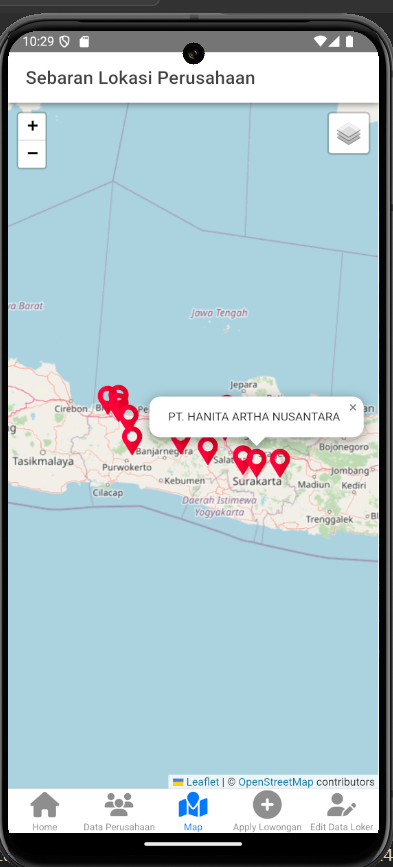 10:29
Sebaran Lokasi Perusahaan
+
−
wa Barat
Jawa Tengah
Jepara
Cirebon
PT. HANITA ARTHA NUSANTARA
×
an
Bojonegoro
Tasikmalaya
Banjarnegara
Purwokerto
Kebumen
Surakarta
Madiun
Jombang
Kediri
Cilacap
Daerah Istimewa
Yogyakarta
Trenggalek
Leaflet | © OpenStreetMap contributors
Home
Data Perusahaan
Map
Apply Lowongan
Edit Data Loker